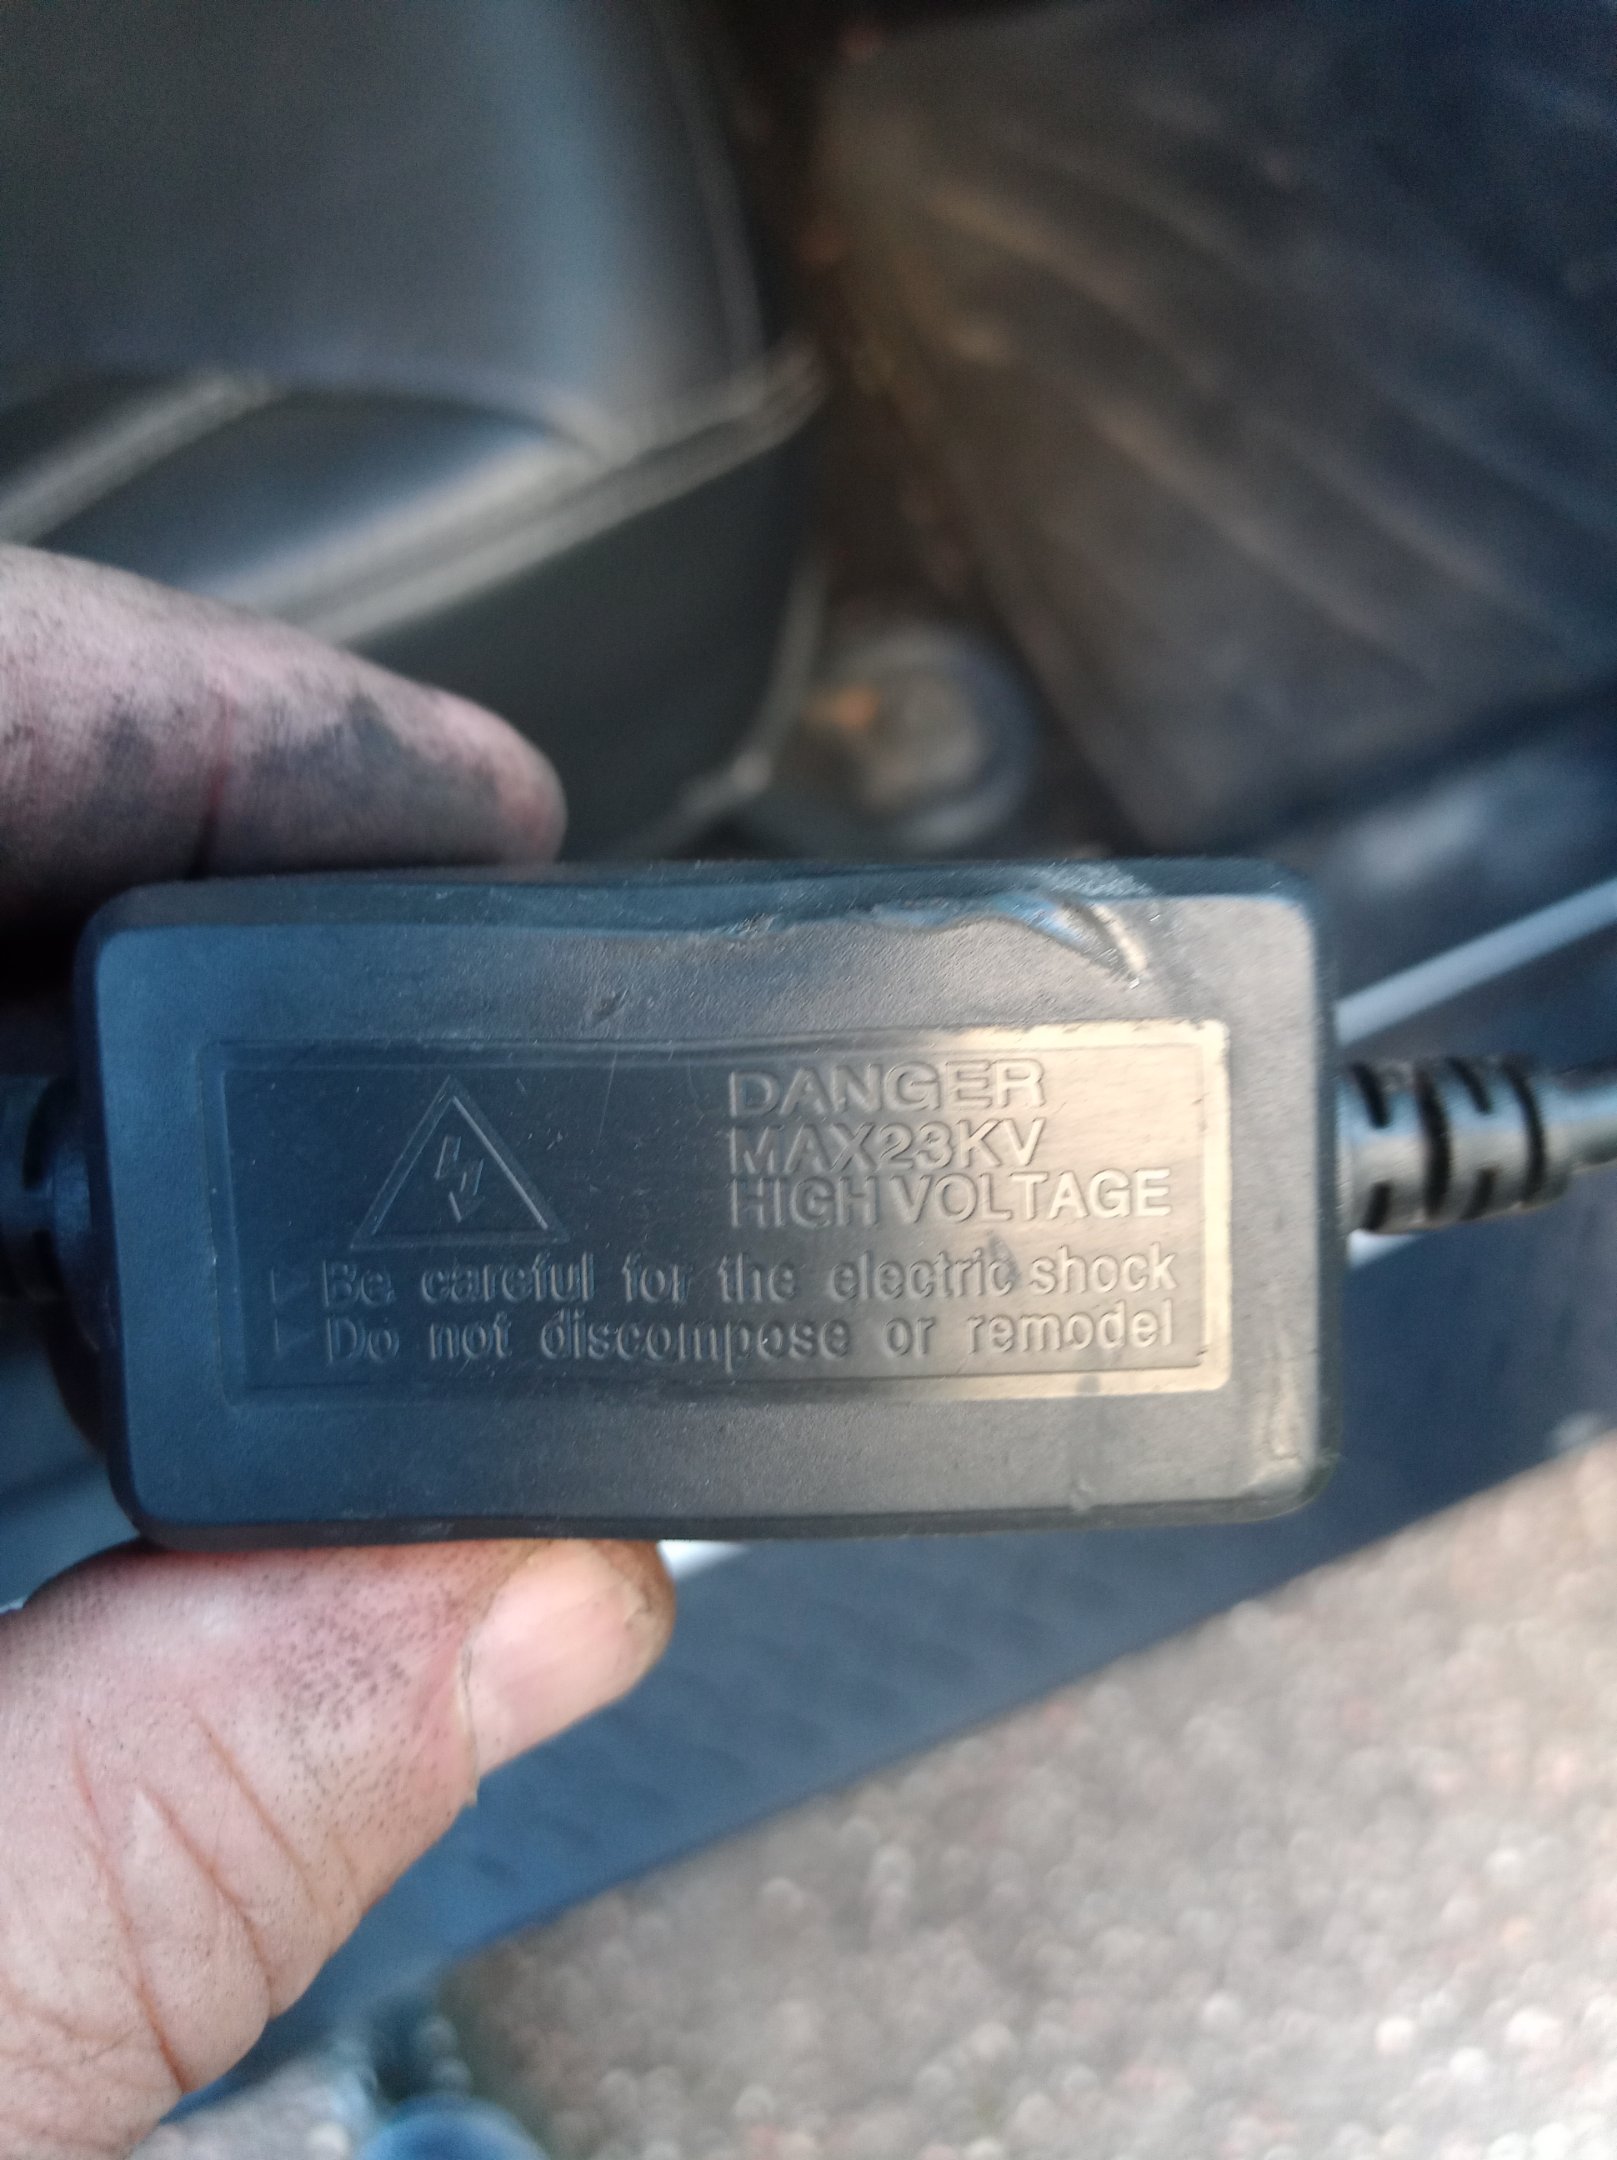 DANGER
MAX23KV
HIGH VOLTAGE
Be careful for the electric shock
Do not discompose or remodel